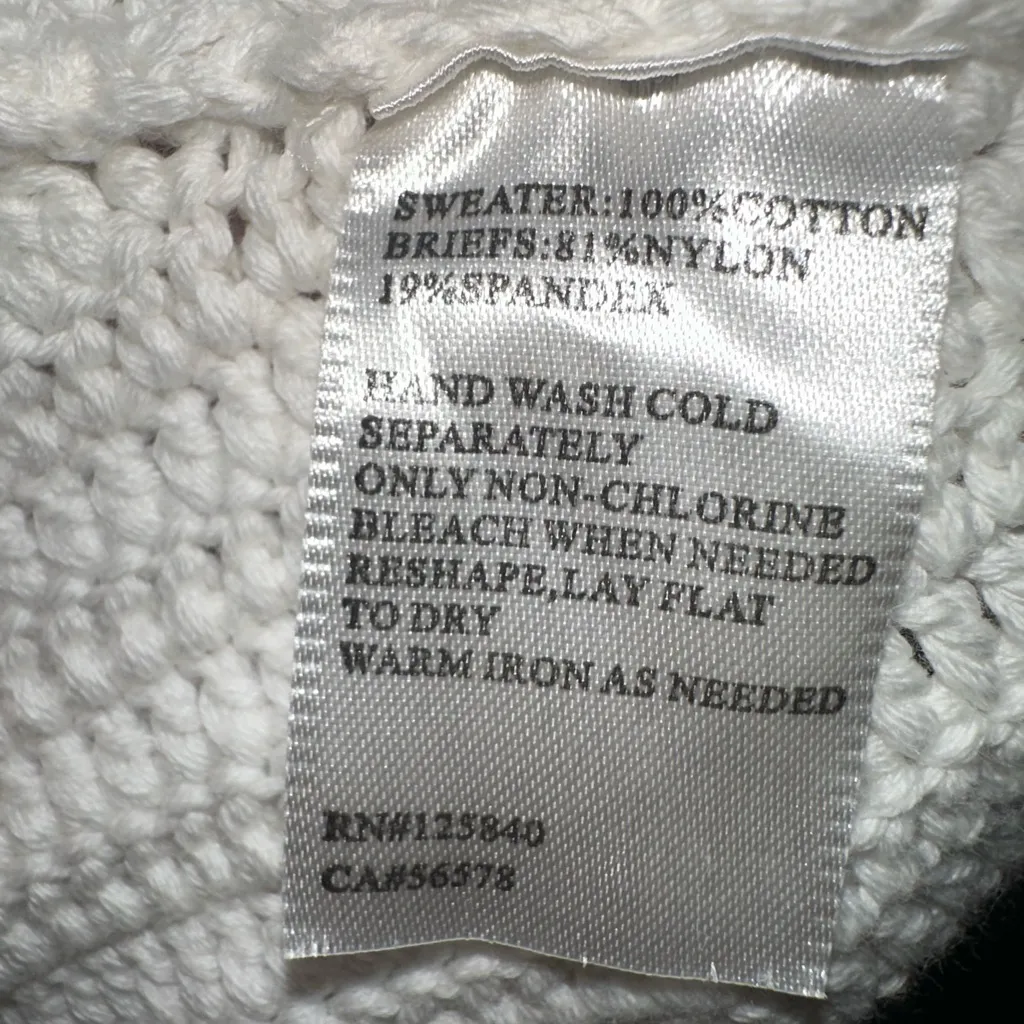 SWEATER:100%COTTON
BRIEFS:81%NYLON
19%SPANDEX
HAND WASH COLD
SEPARATELY
ONLY NON-CHLORINE
BLEACH WHEN NEEDED
RESHAPE,LAY FLAT
TO DRY
WARM IRON AS NEEDED
RN#125840
CA#56578